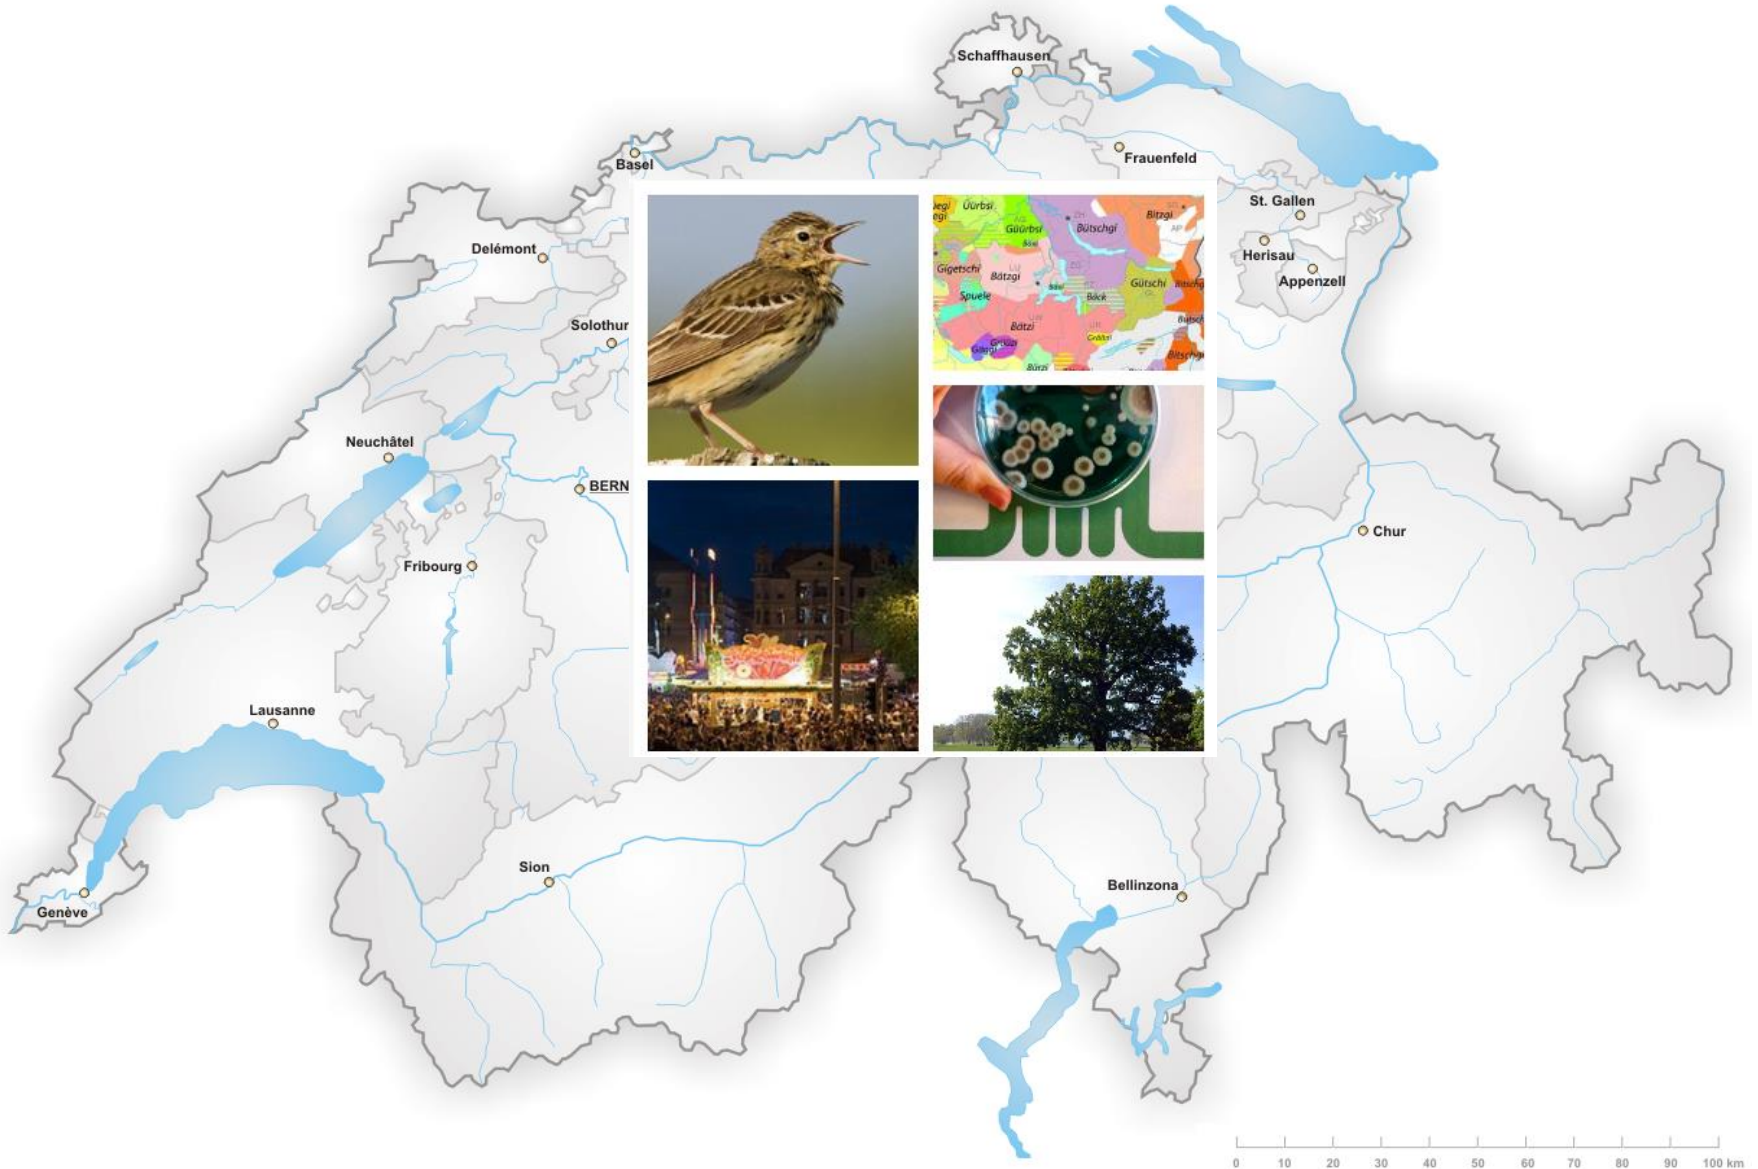 Schaffhausen
Basel
Frauenfeld
St. Gallen
Herisau
Appenzell
Delémont
Solothur
Neuchâtel
BERN
Fribourg
Chur
Lausanne
Sion
Genève
Bellinzona
Üürbsi
Güürbsi
Bütschgi
Bitzgi
Gigetschi
Bätzgi
Gütschi
Spuele
Böck
Bätzi
Gröibi
Bitschgi
0 10 20 30 40 50 60 70 80 90 100 km